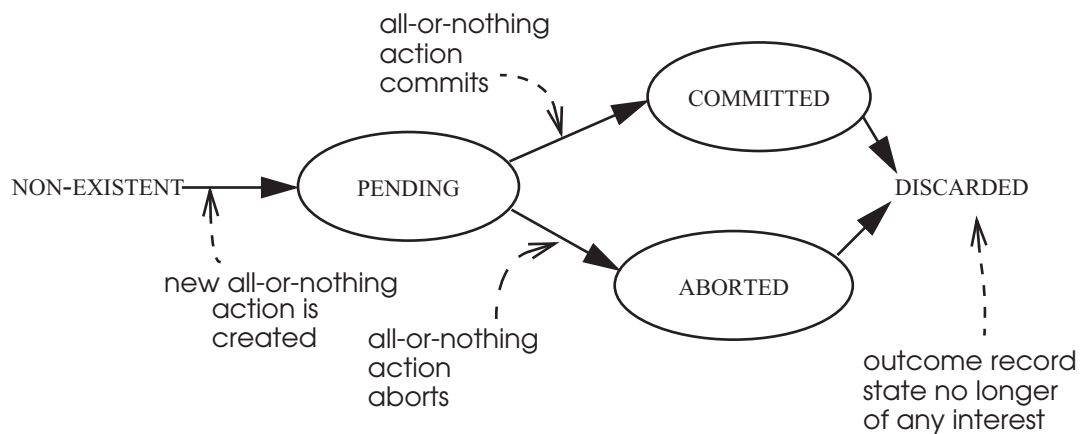 all-or-nothing
action
commits
COMMITTED
NON-EXISTENT
PENDING
DISCARDED
new all-or-nothing
action is
created
ABORTED
all-or-nothing
action
aborts
outcome record
state no longer
of any interest